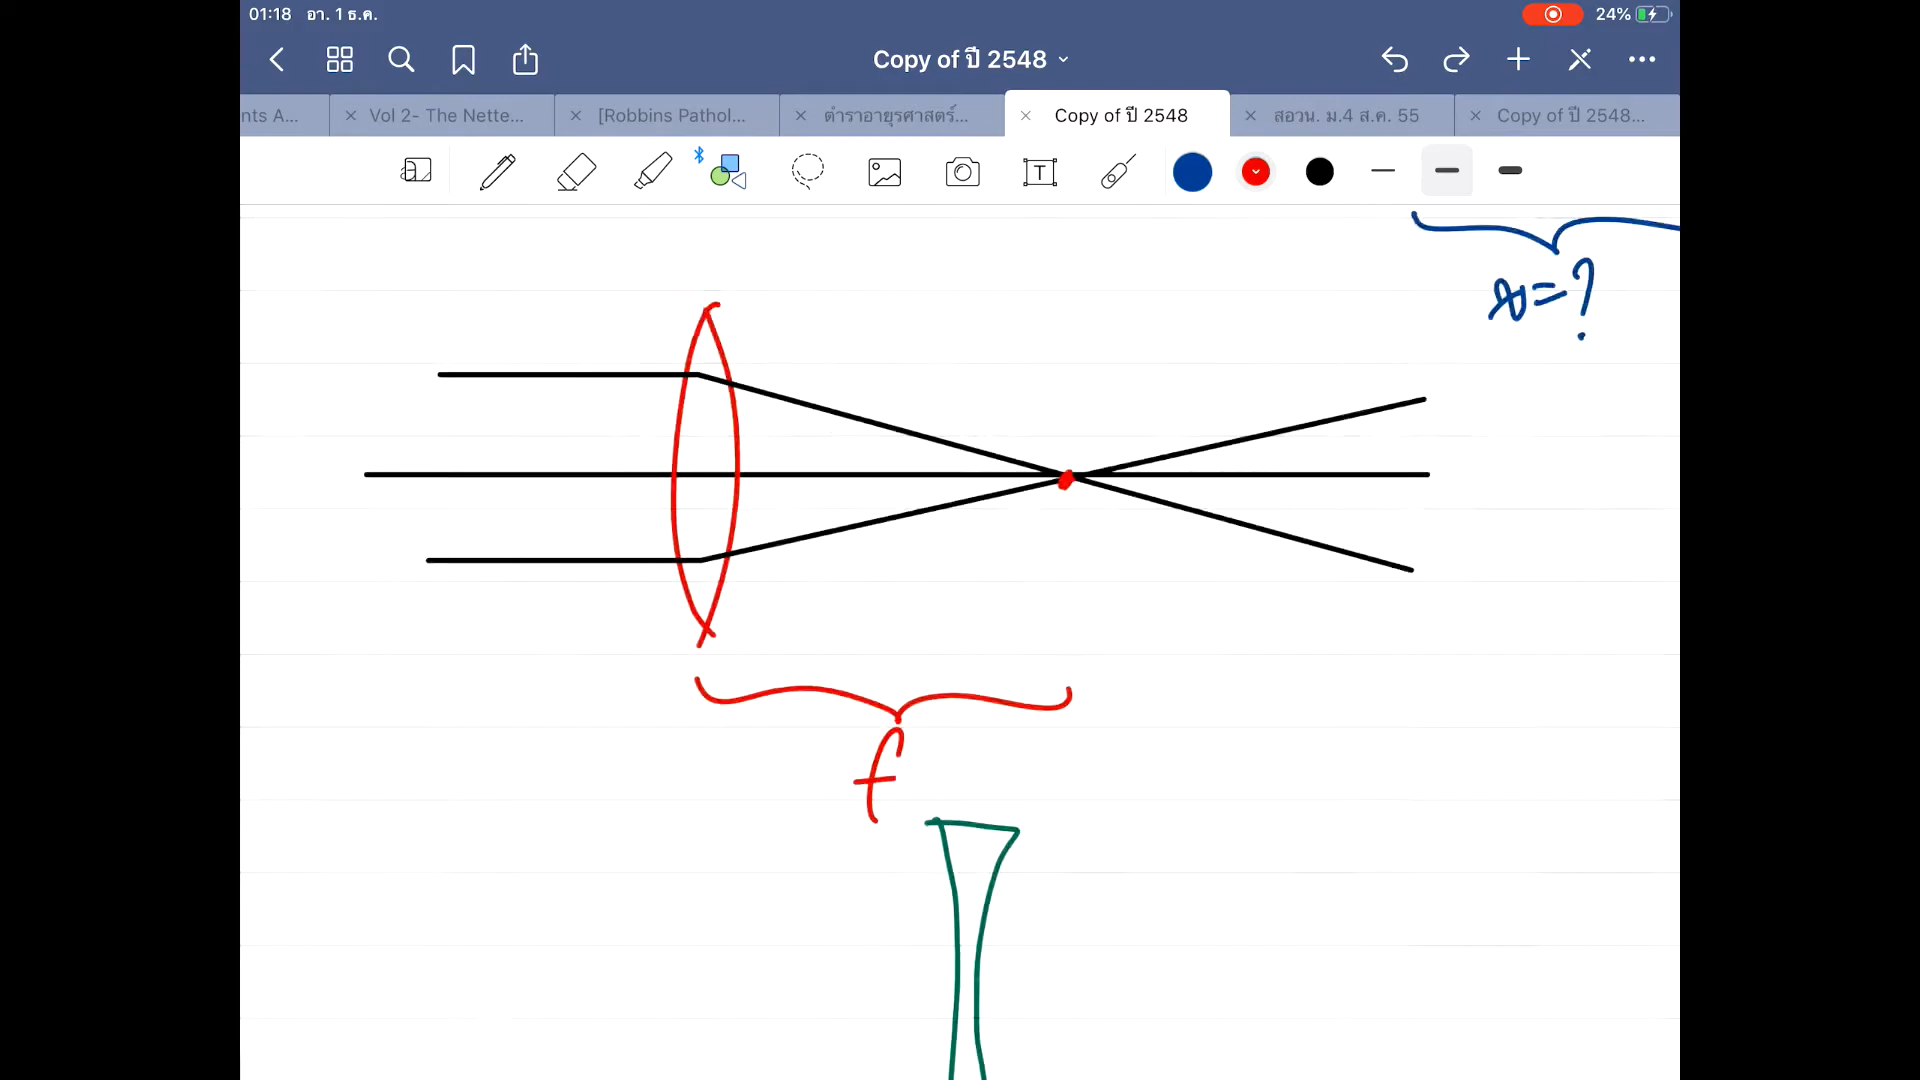 01:18 อา. 1 ธ.ค.
24%
Copy of ปี 2548
nts A...
Vol 2- The Nette...
[Robbins Pathol...
ตำราอายุรศาสตร์...
Copy of ปี 2548
สอวน. ม.4 ส.ค. 55
Copy of ปี 2548...
T
x=?
f